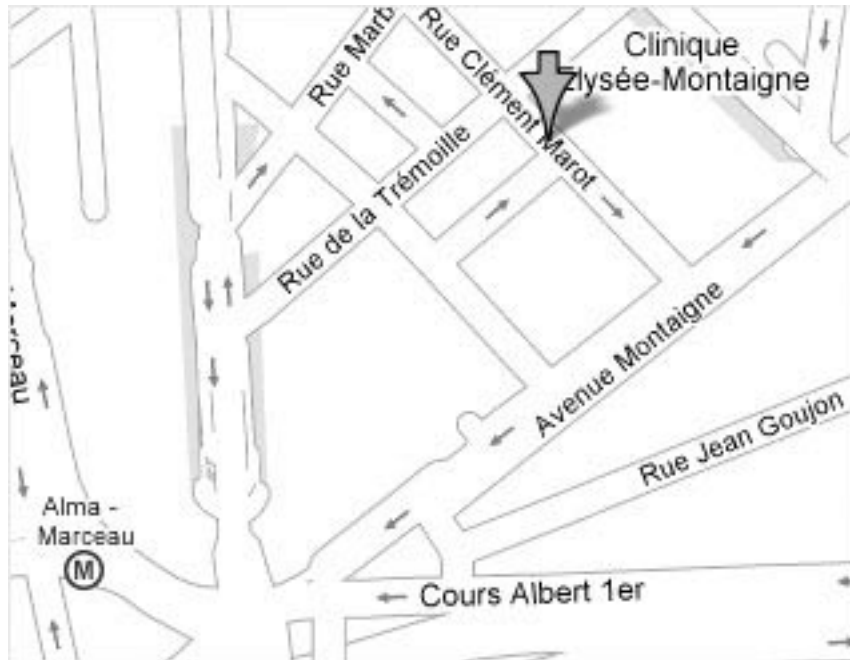 Clinique
Elysée-Montaigne
Rue Clément Marot
Rue Marb
Rue de la Trémoille
Avenue Montaigne
Rue Jean Goujon
Marceau
Alma -
Marceau
M
Cours Albert 1er